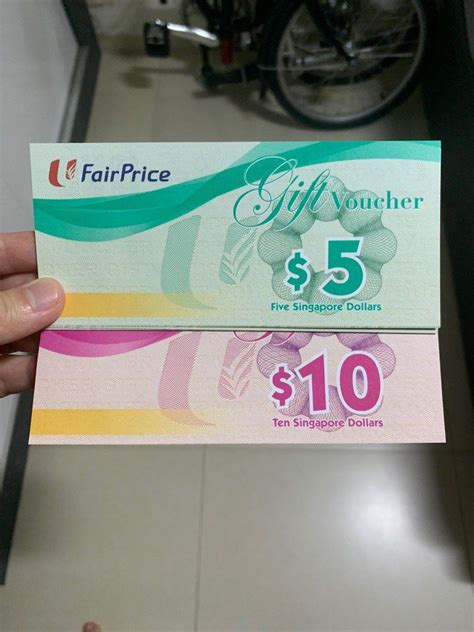 FairPrice
Gift Voucher
$5
Five Singapore Dollars
$10
Ten Singapore Dollars